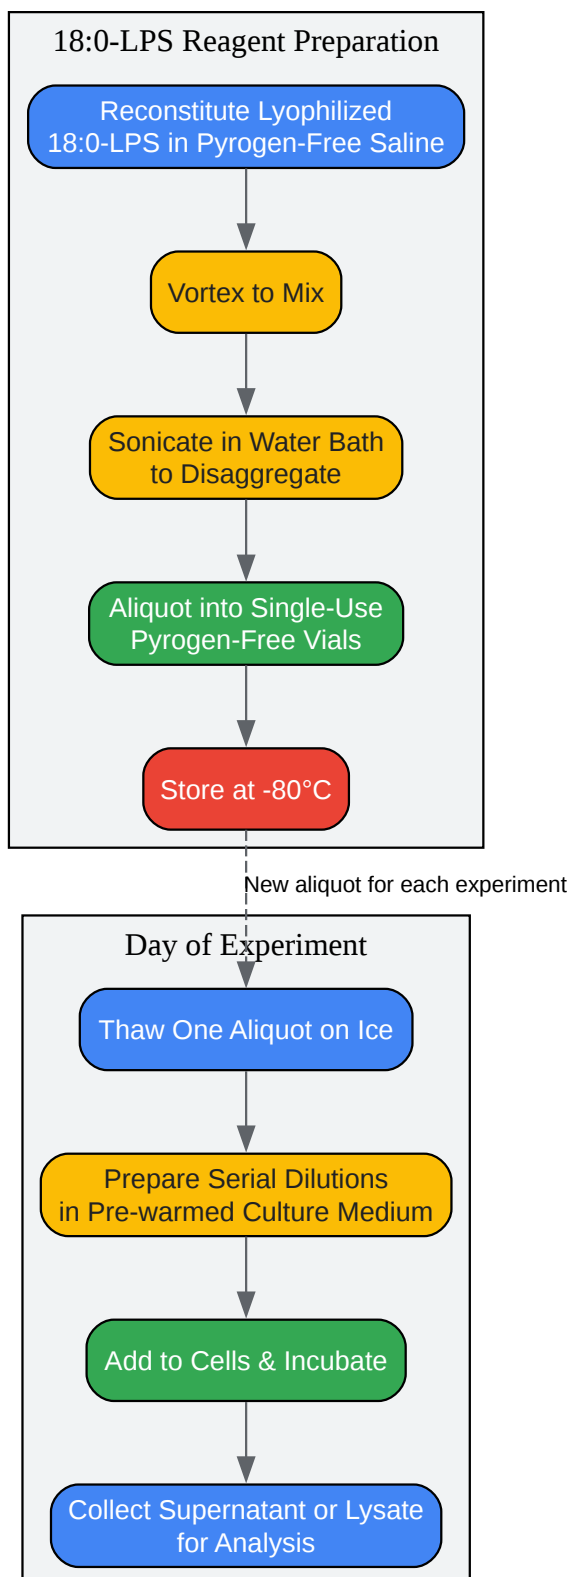 18:0-LPS Reagent Preparation
Reconstitute Lyophilized
18:0-LPS in Pyrogen-Free Saline
Vortex to Mix
Sonicate in Water Bath
to Disaggregate
Aliquot into Single-Use
Pyrogen-Free Vials
Store at -80°C
New aliquot for each experiment
Day of Experiment
Thaw One Aliquot on Ice
Prepare Serial Dilutions
in Pre-warmed Culture Medium
Add to Cells & Incubate
Collect Supernatant or Lysate
for Analysis